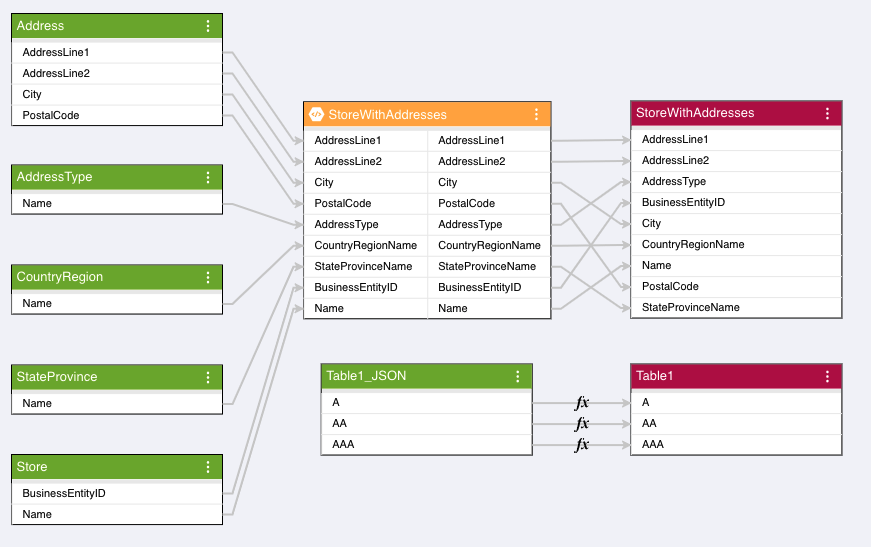 Address
AddressLine1
AddressLine2
City
PostalCode
AddressType
Name
CountryRegion
Name
StateProvince
Name
Store
BusinessEntityID
Name
</> StoreWithAddresses
AddressLine1 AddressLine1
AddressLine2 AddressLine2
City City
PostalCode PostalCode
AddressType AddressType
CountryRegionName CountryRegionName
StateProvinceName StateProvinceName
BusinessEntityID BusinessEntityID
Name Name
StoreWithAddresses
AddressLine1
AddressLine2
AddressType
BusinessEntityID
City
CountryRegionName
Name
PostalCode
StateProvinceName
Table1_JSON
A
AA
AAA
fx
fx
fx
Table1
A
AA
AAA